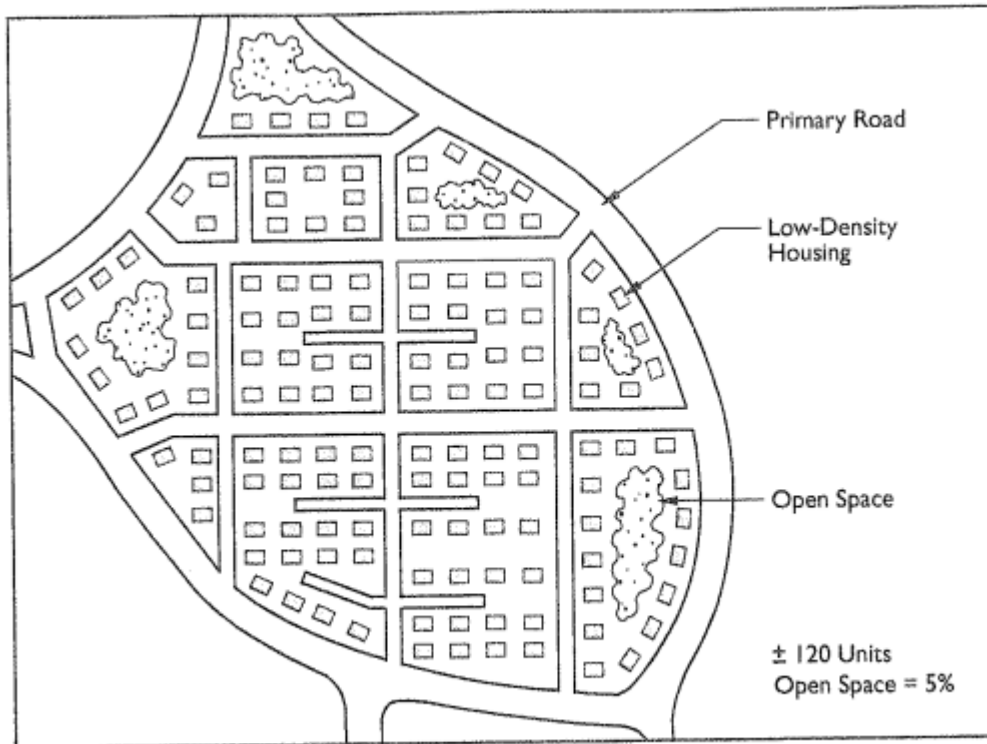 Primary Road
Low-Density
Housing
Open Space
± 120 Units
Open Space = 5%